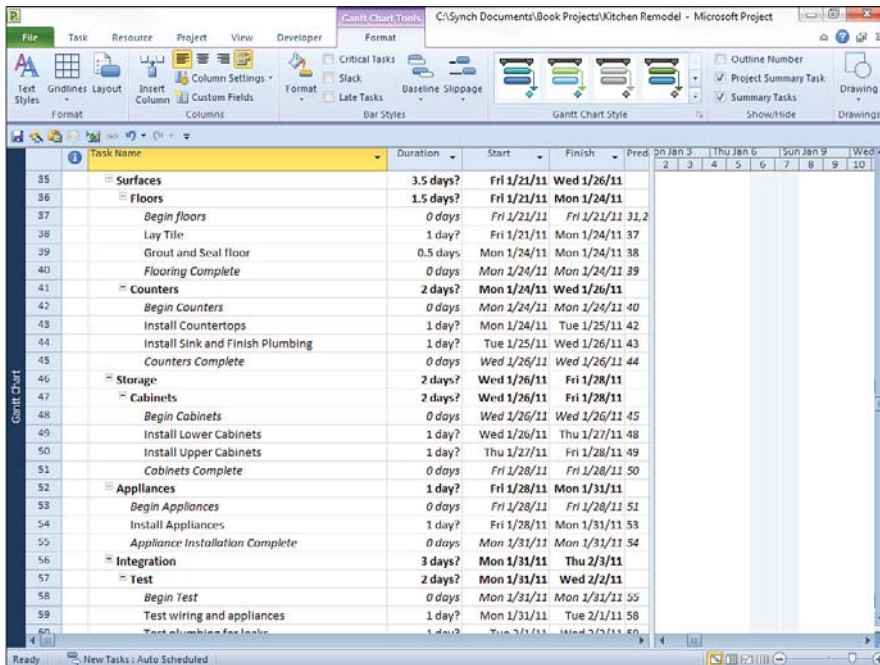 Gantt Chart Tools
C:\Synch Documents\Book Projects\Kitchen Remodel - Microsoft Project
File Task Resource Project View Developer Format
Text Styles
Gridlines
Layout
Format
Insert Column
Column Settings
Custom Fields
Columns
Format
Critical Tasks
Slack
Late Tasks
Bar Styles
Baseline
Slippage
Gantt Chart Style
Outline Number
Project Summary Task
Summary Tasks
Show/Hide
Drawing
Drawings
Task Name Duration Start Finish Pred
on Jan 3 Thu Jan 6 Sun Jan 9 Wed
2 3 4 5 6 7 8 9 10
35 Surfaces 3.5 days? Fri 1/21/11 Wed 1/26/11
36 Floors 1.5 days? Fri 1/21/11 Mon 1/24/11
37 Begin floors 0 days Fri 1/21/11 Fri 1/21/11 31,2
38 Lay Tile 1 day? Fri 1/21/11 Mon 1/24/11 37
39 Grout and Seal floor 0.5 days Mon 1/24/11 Mon 1/24/11 38
40 Flooring Complete 0 days Mon 1/24/11 Mon 1/24/11 39
41 Counters 2 days? Mon 1/24/11 Wed 1/26/11
42 Begin Counters 0 days Mon 1/24/11 Mon 1/24/11 40
43 Install Countertops 1 day? Mon 1/24/11 Tue 1/25/11 42
44 Install Sink and Finish Plumbing 1 day? Tue 1/25/11 Wed 1/26/11 43
45 Counters Complete 0 days Wed 1/26/11 Wed 1/26/11 44
46 Storage 2 days? Wed 1/26/11 Fri 1/28/11
47 Cabinets 2 days? Wed 1/26/11 Fri 1/28/11
48 Begin Cabinets 0 days Wed 1/26/11 Wed 1/26/11 45
49 Install Lower Cabinets 1 day? Wed 1/26/11 Thu 1/27/11 48
50 Install Upper Cabinets 1 day? Thu 1/27/11 Fri 1/28/11 49
51 Cabinets Complete 0 days Fri 1/28/11 Fri 1/28/11 50
52 Appliances 1 day? Fri 1/28/11 Mon 1/31/11
53 Begin Appliances 0 days Fri 1/28/11 Fri 1/28/11 51
54 Install Appliances 1 day? Fri 1/28/11 Mon 1/31/11 53
55 Appliance Installation Complete 0 days Mon 1/31/11 Mon 1/31/11 54
56 Integration 3 days? Mon 1/31/11 Thu 2/3/11
57 Test 2 days? Mon 1/31/11 Wed 2/2/11
58 Begin Test 0 days Mon 1/31/11 Mon 1/31/11 55
59 Test wiring and appliances 1 day? Mon 1/31/11 Tue 2/1/11 58
60 Test plumbing for leaks 1 day? Tue 2/1/11 Wed 2/2/11 59
Gantt Chart
Ready New Tasks : Auto Scheduled